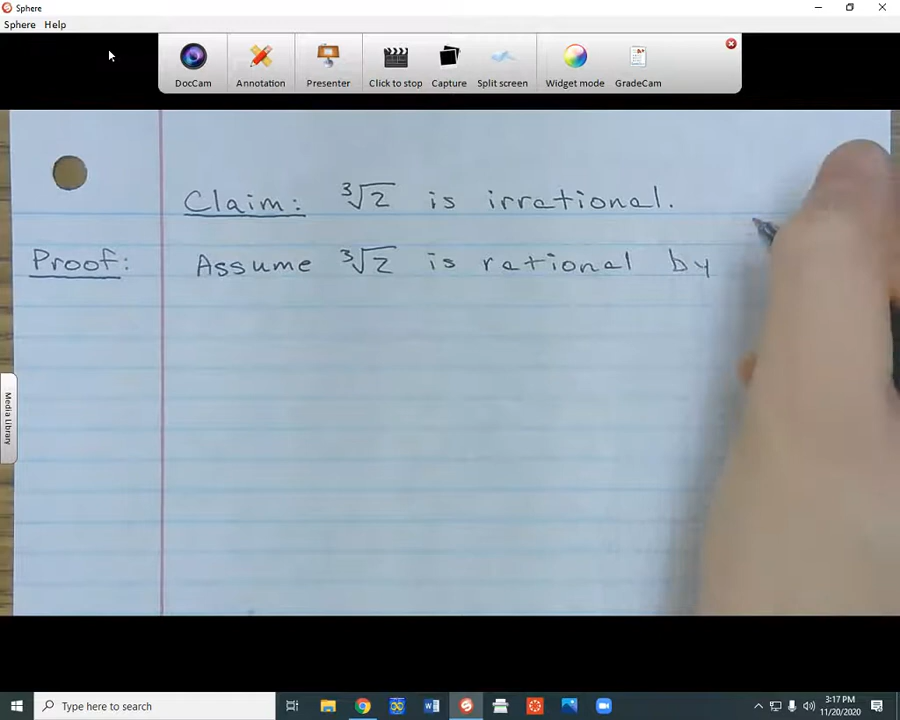 Sphere
Sphere Help
DocCam Annotation Presenter Click to stop Capture Split screen Widget mode GradeCam
Claim: ∛2 is irrational.
Proof: Assume ∛2 is rational by
Media Library
Type here to search
3:17 PM
11/20/2020